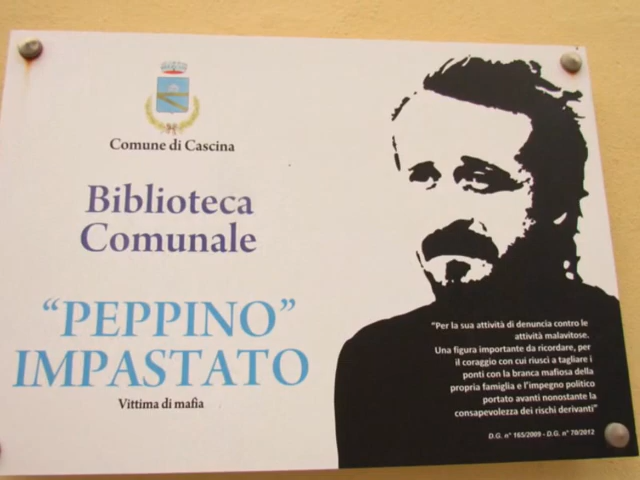 Comune di Cascina
Biblioteca
Comunale
“PEPPINO”
IMPASTATO
Vittima di mafia
"Per la sua attività di denuncia contro le
attività malavitose.
Una figura importante da ricordare, per
il coraggio con cui riuscì a tagliare i
ponti con la branca mafiosa della
propria famiglia e l'impegno politico
portato avanti nonostante la
consapevolezza dei rischi derivanti"
D.G. n° 165/2009 - D.G. n° 70/2012